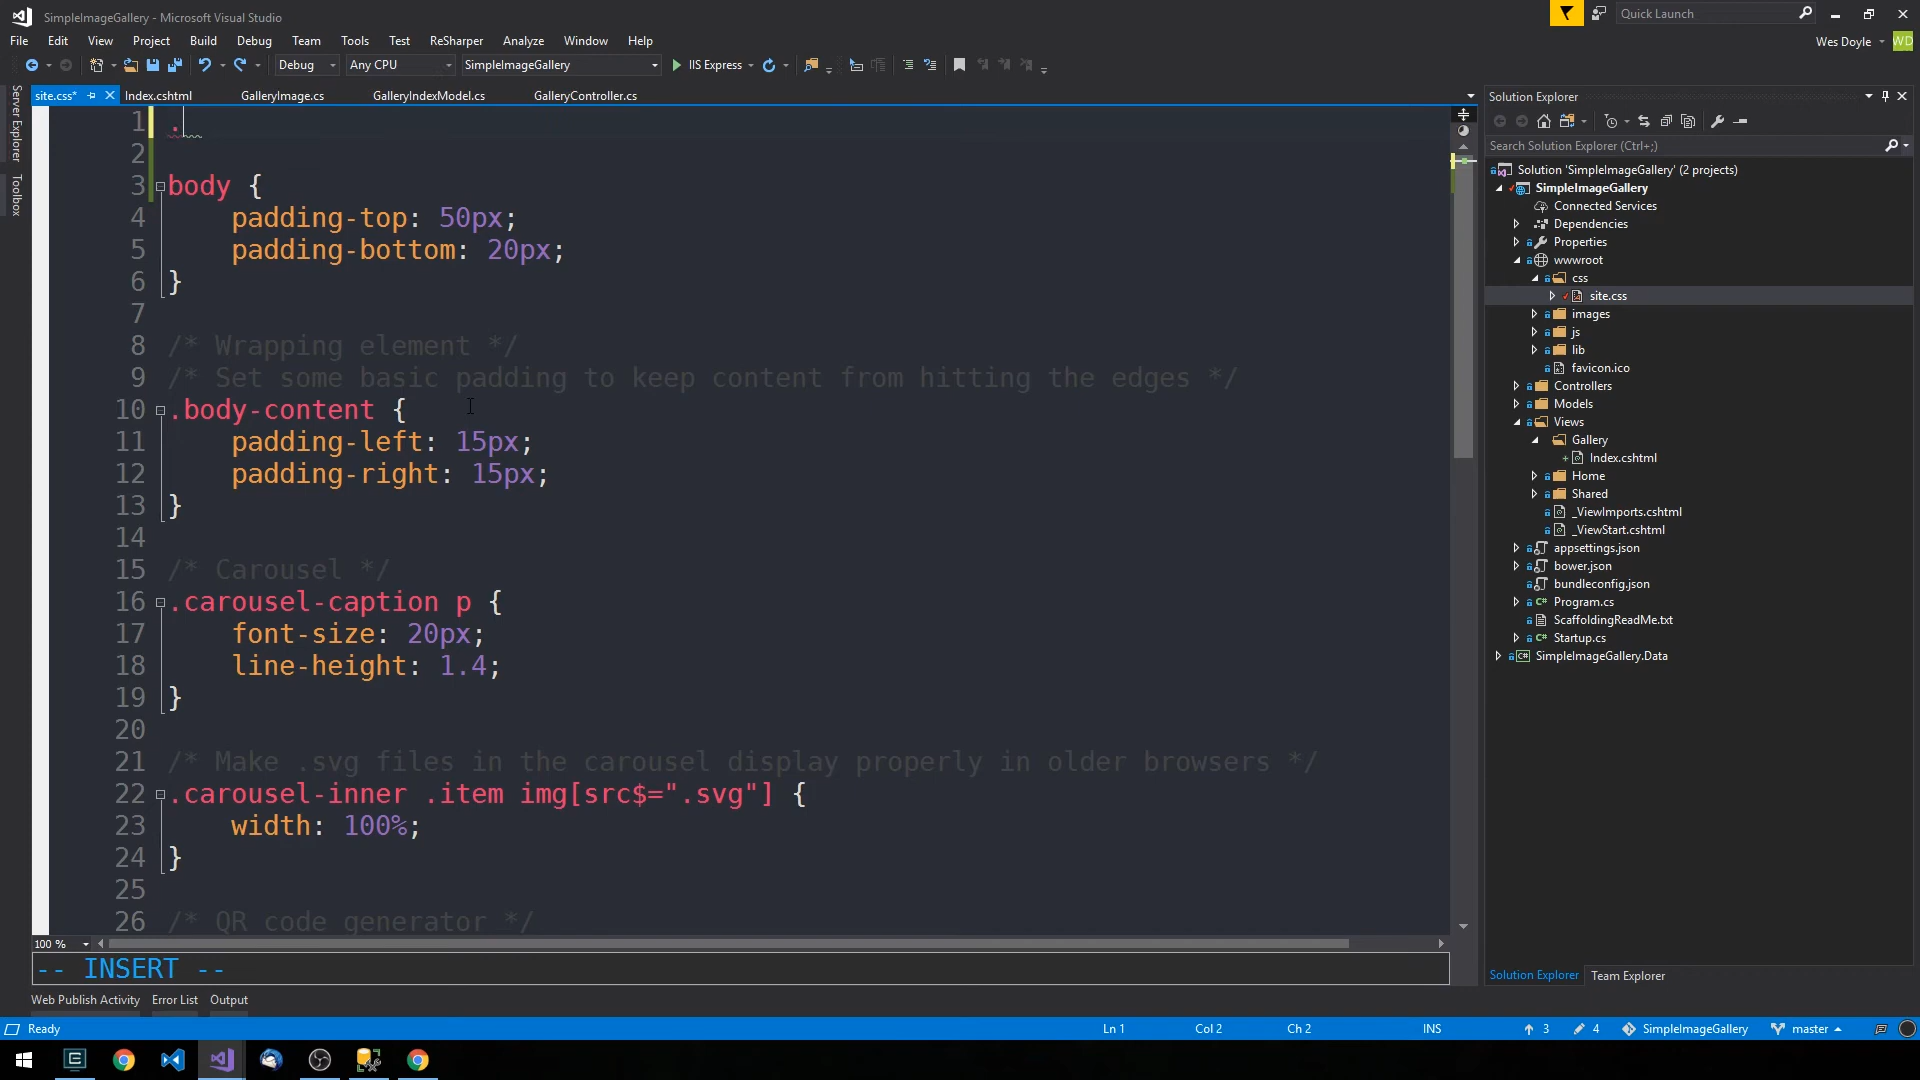 SimpleImageGallery - Microsoft Visual Studio
Quick Launch
File Edit View Project Build Debug Team Tools Test ReSharper Analyze Window Help
Wes Doyle
WD
Debug
Any CPU
SimpleImageGallery
IIS Express
Server Explorer
Toolbox
site.css*
Index.cshtml
GalleryImage.cs
GalleryIndexModel.cs
GalleryController.cs
1 .
2
3 body {
4 padding-top: 50px;
5 padding-bottom: 20px;
6 }
7
8 /* Wrapping element */
9 /* Set some basic padding to keep content from hitting the edges */
10 .body-content {
11 padding-left: 15px;
12 padding-right: 15px;
13 }
14
15 /* Carousel */
16 .carousel-caption p {
17 font-size: 20px;
18 line-height: 1.4;
19 }
20
21 /* Make .svg files in the carousel display properly in older browsers */
22 .carousel-inner .item img[src$=".svg"] {
23 width: 100%;
24 }
25
26 /* QR code generator */
100 %
-- INSERT --
Solution Explorer
Search Solution Explorer (Ctrl+;)
Solution 'SimpleImageGallery' (2 projects)
SimpleImageGallery
Connected Services
Dependencies
Properties
wwwroot
css
site.css
images
js
lib
favicon.ico
Controllers
Models
Views
Gallery
Index.cshtml
Home
Shared
_ViewImports.cshtml
_ViewStart.cshtml
appsettings.json
bower.json
bundleconfig.json
C# Program.cs
ScaffoldingReadMe.txt
C# Startup.cs
C# SimpleImageGallery.Data
Solution Explorer Team Explorer
Web Publish Activity Error List Output
Ready
Ln 1
Col 2
Ch 2
INS
3
4
SimpleImageGallery
master